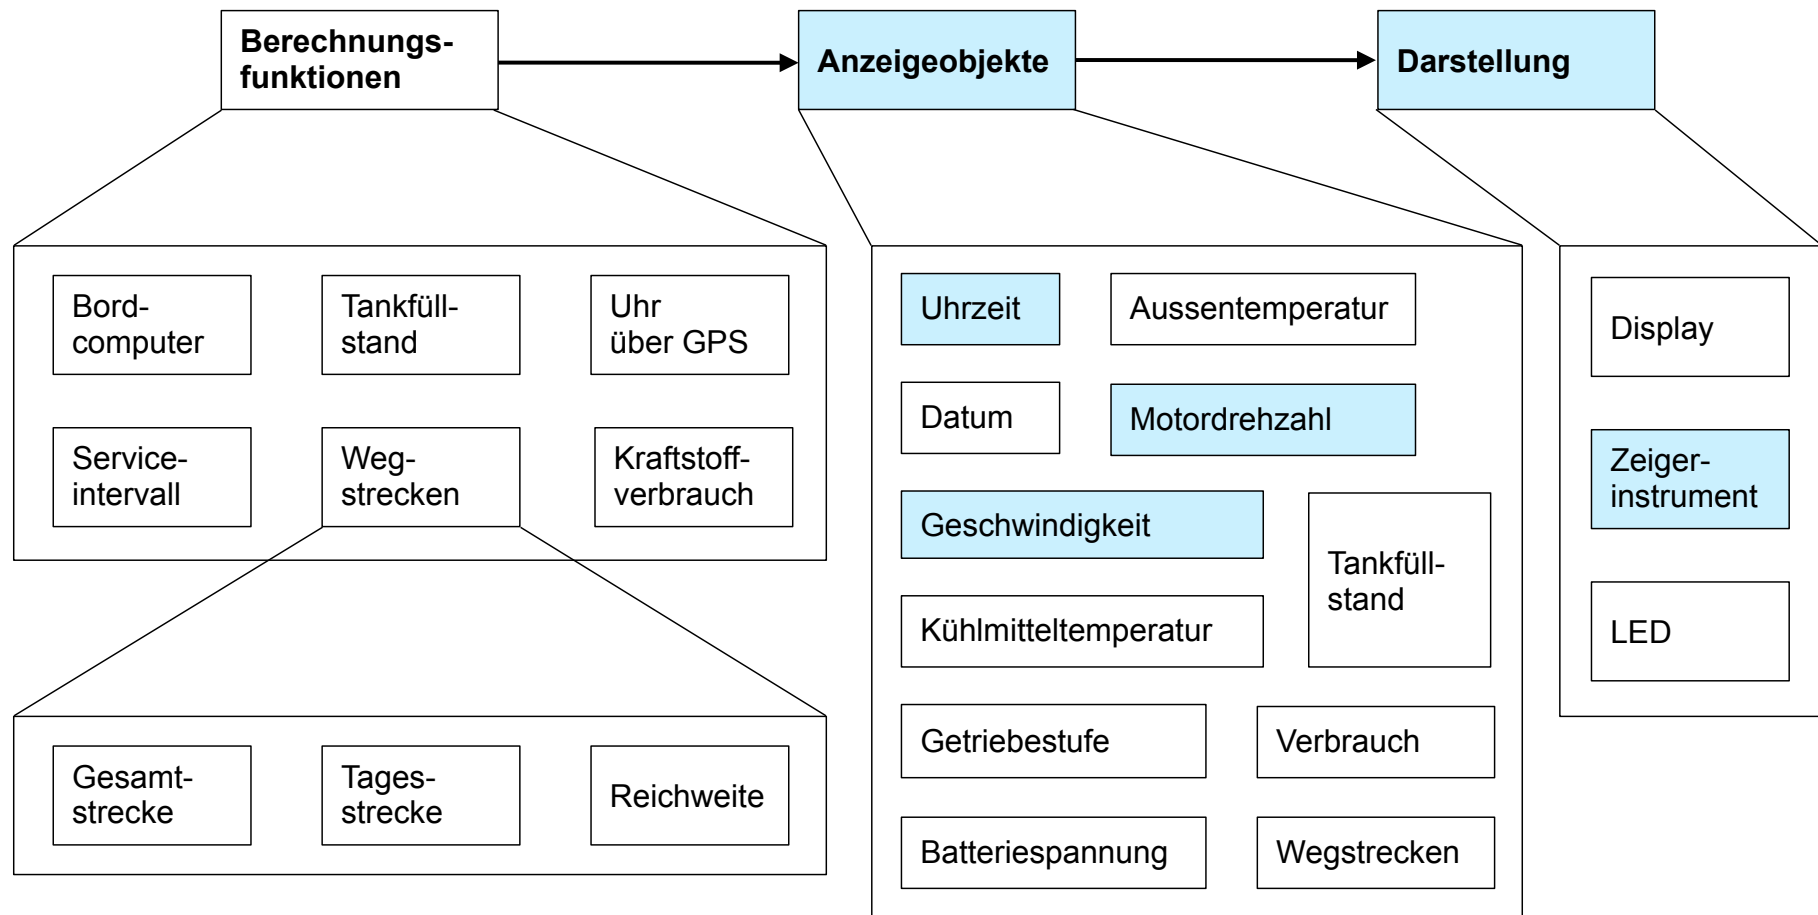 Berechnungs-
funktionen
Anzeigeobjekte
Darstellung
Bord-
computer
Tankfüll-
stand
Uhr
über GPS
Service-
intervall
Weg-
strecken
Kraftstoff-
verbrauch
Gesamt-
strecke
Tages-
strecke
Reichweite
Uhrzeit
Aussentemperatur
Datum
Motordrehzahl
Geschwindigkeit
Tankfüll-
stand
Kühlmitteltemperatur
Getriebestufe
Verbrauch
Batteriespannung
Wegstrecken
Display
Zeiger-
instrument
LED